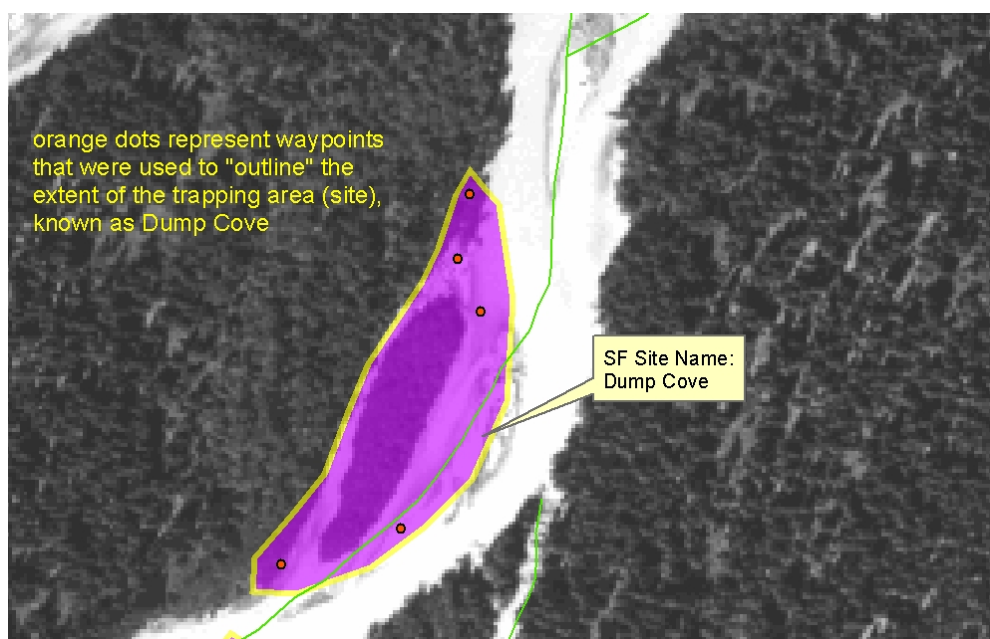 orange dots represent waypoints
that were used to "outline" the
extent of the trapping area (site),
known as Dump Cove
SF Site Name:
Dump Cove